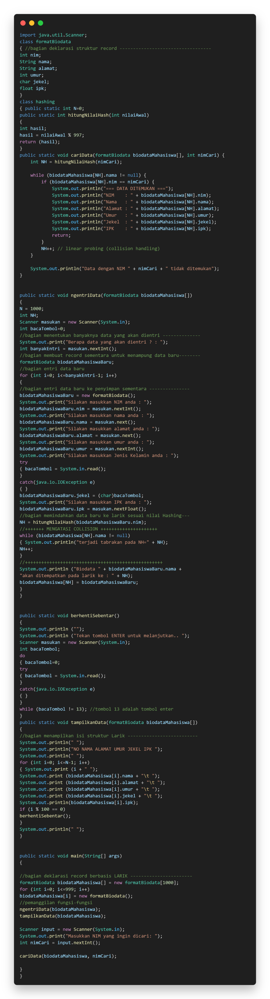 import java.util.Scanner;
class formatBiodata
{ //bagian deklarasi struktur record ----------------------------------
int nim;
String nama;
String alamat;
int umur;
char jekel;
float ipk;
}
class hashing
{ public static int N=0;
public static int hitungNilaiHash(int nilaiAwal)
{
int hasil;
hasil = nilaiAwal % 997;
return (hasil);
}
public static void cariData(formatBiodata biodataMahasiswa[], int nimCari) {
    int NH = hitungNilaiHash(nimCari);

    while (biodataMahasiswa[NH].nama != null) {
        if (biodataMahasiswa[NH].nim == nimCari) {
            System.out.println("=== DATA DITEMUKAN ===");
            System.out.println("NIM    : " + biodataMahasiswa[NH].nim);
            System.out.println("Nama   : " + biodataMahasiswa[NH].nama);
            System.out.println("Alamat : " + biodataMahasiswa[NH].alamat);
            System.out.println("Umur   : " + biodataMahasiswa[NH].umur);
            System.out.println("Jekel  : " + biodataMahasiswa[NH].jekel);
            System.out.println("IPK    : " + biodataMahasiswa[NH].ipk);
            return;
        }
        NH++; // linear probing (collision handling)
    }

    System.out.println("Data dengan NIM " + nimCari + " tidak ditemukan");
}


public static void ngentriData(formatBiodata biodataMahasiswa[])
{
N = 1000;
int NH;
Scanner masukan = new Scanner(System.in);
int bacaTombol=0;
//bagian menentukan banyaknya data yang akan dientri --------------
System.out.print("Berapa data yang akan dientri ? : ");
int banyakEntri = masukan.nextInt();
//bagian membuat record sementara untuk menampung data baru--------
formatBiodata biodataMahasiswaBaru;
//bagian entri data baru
for (int i=0; i<=banyakEntri-1; i++)
{
//bagian entri data baru ke penyimpan sementara ---------------
biodataMahasiswaBaru = new formatBiodata();
System.out.print("Silakan masukkan NIM anda : ");
biodataMahasiswaBaru.nim = masukan.nextInt();
System.out.print("Silakan masukkan nama anda : ");
biodataMahasiswaBaru.nama = masukan.next();
System.out.print("Silakan masukkan alamat anda : ");
biodataMahasiswaBaru.alamat = masukan.next();
System.out.print("Silakan masukkan umur anda : ");
biodataMahasiswaBaru.umur = masukan.nextInt();
System.out.print("Silakan masukkan Jenis Kelamin anda : ");
try
{ bacaTombol = System.in.read();
}
catch(java.io.IOException e)
{ }
biodataMahasiswaBaru.jekel = (char)bacaTombol;
System.out.print("Silakan masukkan IPK anda : ");
biodataMahasiswaBaru.ipk = masukan.nextFloat();
//bagian memindahkan data baru ke larik sesuai nilai Hashing---
NH = hitungNilaiHash(biodataMahasiswaBaru.nim);
//+++++++ MENGATASI COLLISION +++++++++++++++++++++
while (biodataMahasiswa[NH].nama != null)
{ System.out.println("terjadi tabrakan pada NH=" + NH);
NH++;
}
//+++++++++++++++++++++++++++++++++++++++++++++++++++
System.out.println ("Biodata " + biodataMahasiswaBaru.nama +
"akan ditempatkan pada larik ke : " + NH);
biodataMahasiswa[NH] = biodataMahasiswaBaru;
}
}


public static void berhentiSebentar()
{
System.out.println ("");
System.out.println ("Tekan tombol ENTER untuk melanjutkan.. ");
Scanner masukan = new Scanner(System.in);
int bacaTombol;
do
{ bacaTombol=0;
try
{ bacaTombol = System.in.read();
}
catch(java.io.IOException e)
{ }
}
while (bacaTombol != 13); //tombol 13 adalah tombol enter
}
public static void tampilkanData(formatBiodata biodataMahasiswa[])
{
//bagian menampilkan isi struktur Larik --------------------------
System.out.println(" ");
System.out.println("NO NAMA ALAMAT UMUR JEKEL IPK ");
System.out.println(" ");
for (int i=0; i<=N-1; i++)
{ System.out.print (i + " ");
System.out.print (biodataMahasiswa[i].nama + "\t ");
System.out.print (biodataMahasiswa[i].alamat + "\t ");
System.out.print (biodataMahasiswa[i].umur + "\t ");
System.out.print (biodataMahasiswa[i].jekel + "\t ");
System.out.println(biodataMahasiswa[i].ipk);
if (i % 100 == 0)
berhentiSebentar();
}
System.out.println(" ");
}


public static void main(String[] args)
{

//bagian deklarasi record berbasis LARIK -----------------------
formatBiodata biodataMahasiswa[] = new formatBiodata[1000];
for (int i=0; i<=999; i++)
biodataMahasiswa[i] = new formatBiodata();
//pemanggilan fungsi-fungsi
ngentriData(biodataMahasiswa);
tampilkanData(biodataMahasiswa);

Scanner input = new Scanner(System.in);
System.out.print("Masukkan NIM yang ingin dicari: ");
int nimCari = input.nextInt();

cariData(biodataMahasiswa, nimCari);

}
}